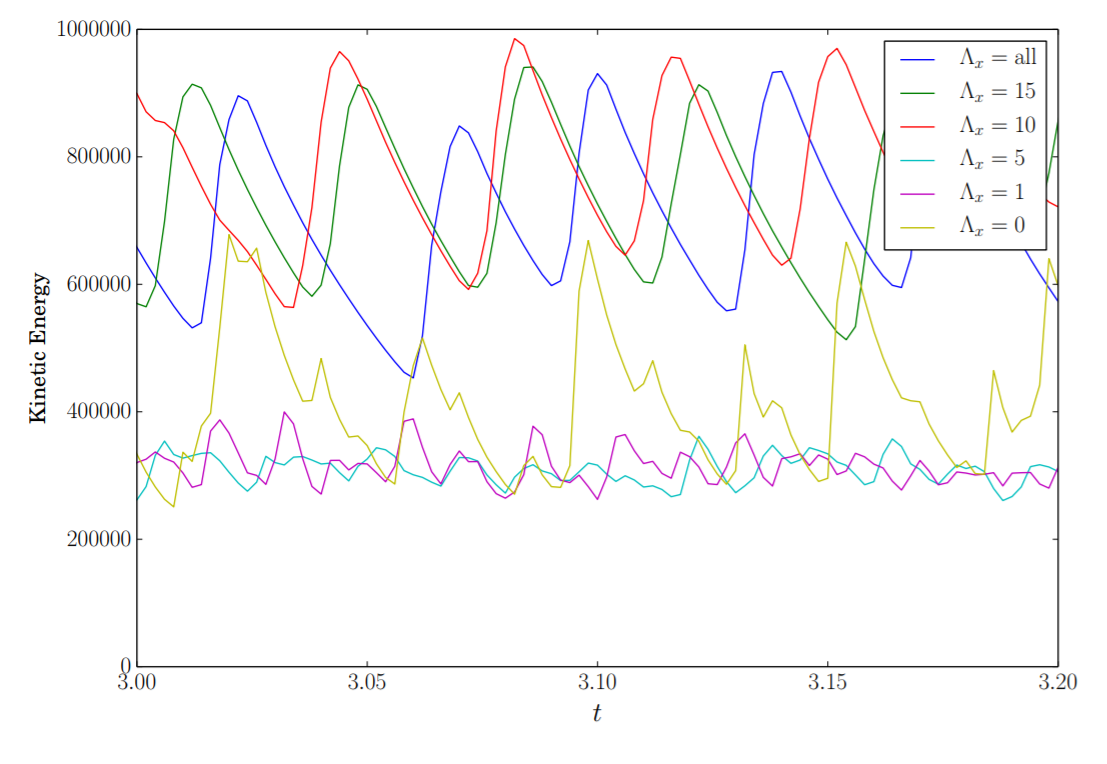 1000000
800000
600000
400000
200000
0
Kinetic Energy
3.00
3.05
3.10
3.15
3.20
t
Λx = all
Λx = 15
Λx = 10
Λx = 5
Λx = 1
Λx = 0